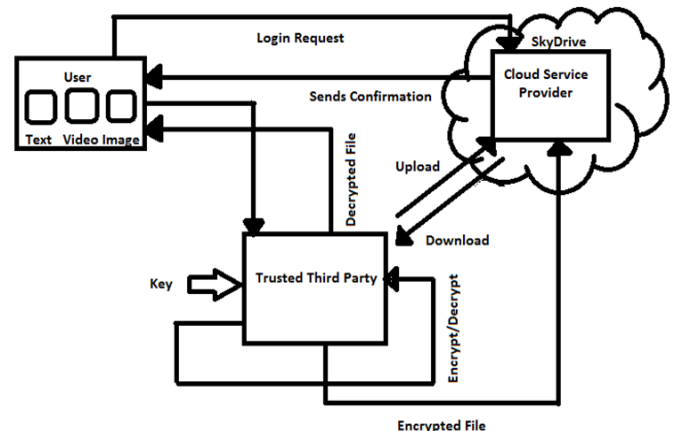 Login Request
SkyDrive
User
Cloud Service
Provider
Sends Confirmation
Text Video Image
Decrypted File
Upload
Download
Key
Trusted Third Party
Encrypt/Decrypt
Encrypted File